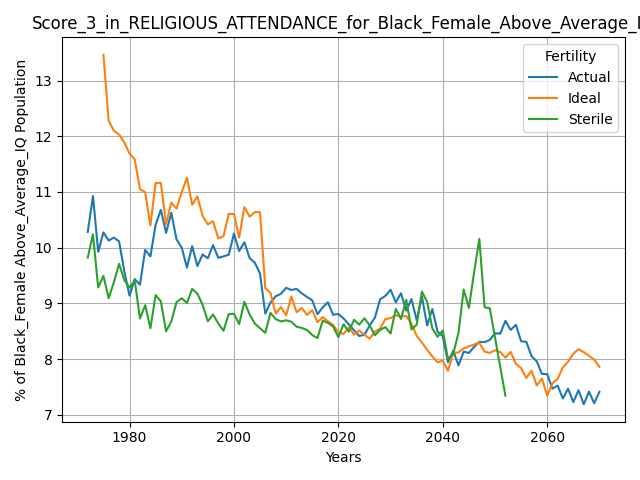 Score_3_in_RELIGIOUS_ATTENDANCE_for_Black_Female_Above_Average_I
% of Black_Female Above_Average_IQ Population
13
12
11
10
9
8
7
Fertility
Actual
Ideal
Sterile
1980
2000
2020
2040
2060
Years